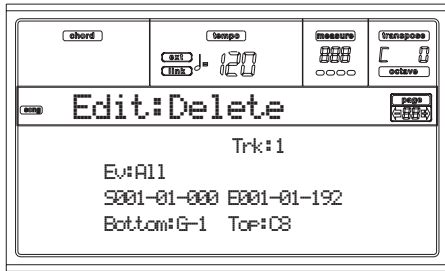 chord tempo measure transpose
ext link ♩= 120 888 C 0
octave
song Edit:Delete page
Trk:1
Ev:All
S001-01-000 E001-01-192
Bottom:G-1 Top:C8